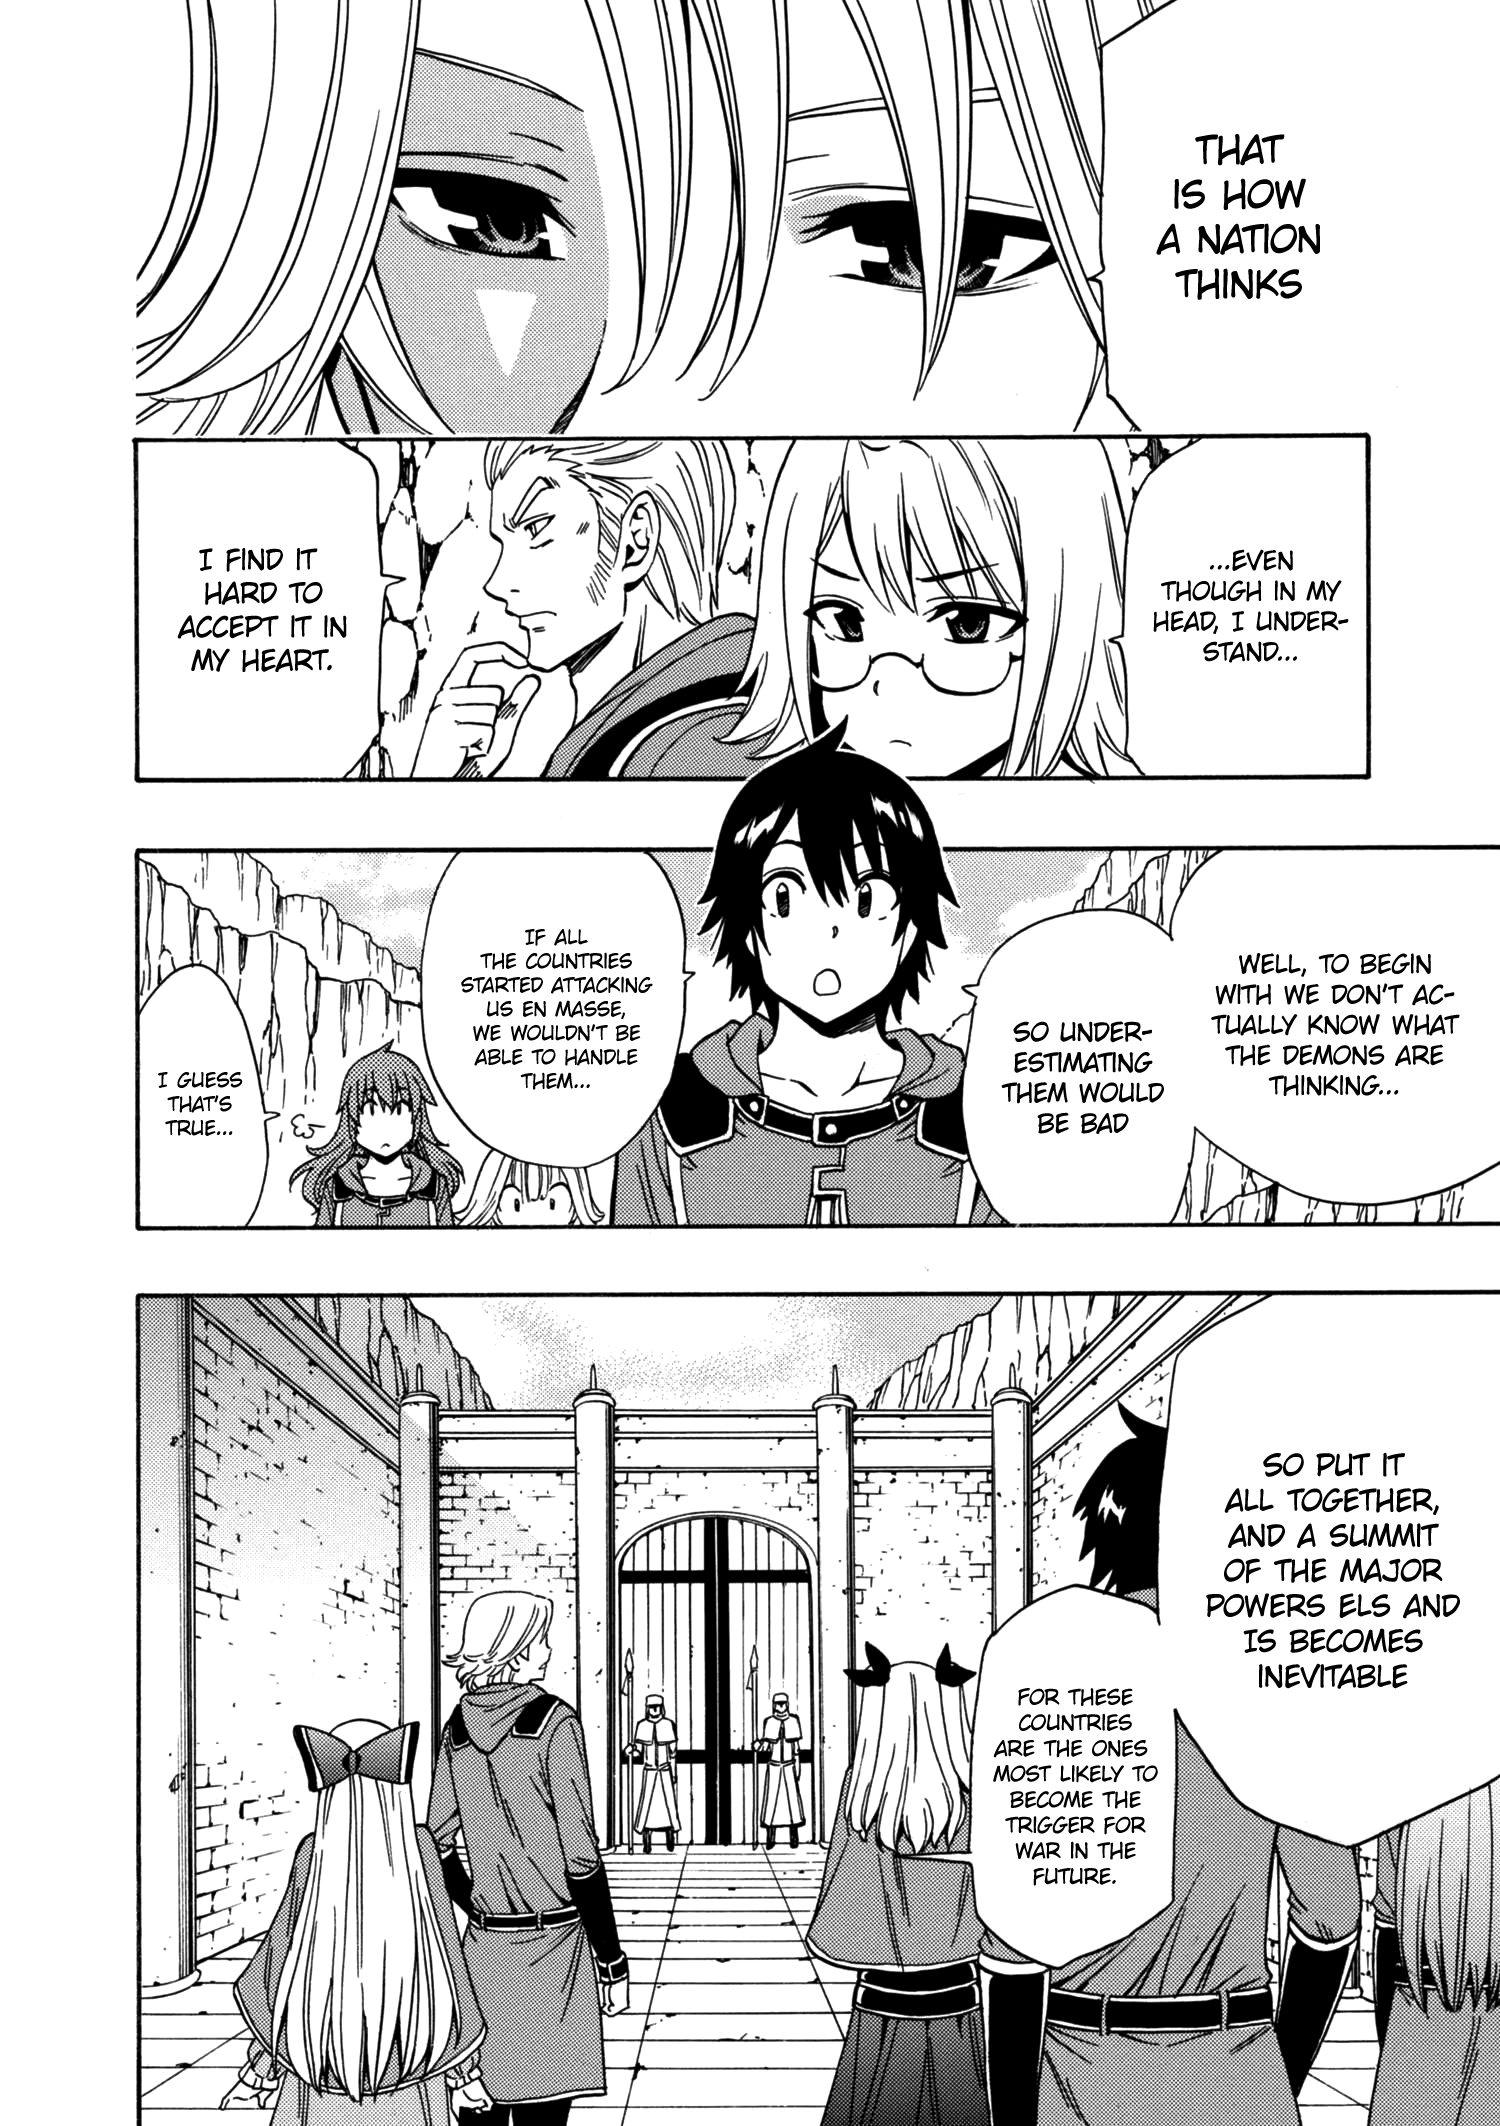 THAT
IS HOW
A NATION
THINKS
...EVEN
THOUGH IN MY
HEAD, I UNDER-
STAND...
I FIND IT
HARD TO
ACCEPT IT IN
MY HEART.
WELL, TO BEGIN
WITH WE DON'T AC-
TUALLY KNOW WHAT
THE DEMONS ARE
THINKING...
SO UNDER-
ESTIMATING
THEM WOULD
BE BAD
IF ALL
THE COUNTRIES
STARTED ATTACKING
US EN MASSE,
WE WOULDN'T BE
ABLE TO HANDLE
THEM...
I GUESS
THAT'S
TRUE...
SO PUT IT
ALL TOGETHER,
AND A SUMMIT
OF THE MAJOR
POWERS ELS AND
IS BECOMES
INEVITABLE
FOR THESE
COUNTRIES
ARE THE ONES
MOST LIKELY TO
BECOME THE
TRIGGER FOR
WAR IN THE
FUTURE.